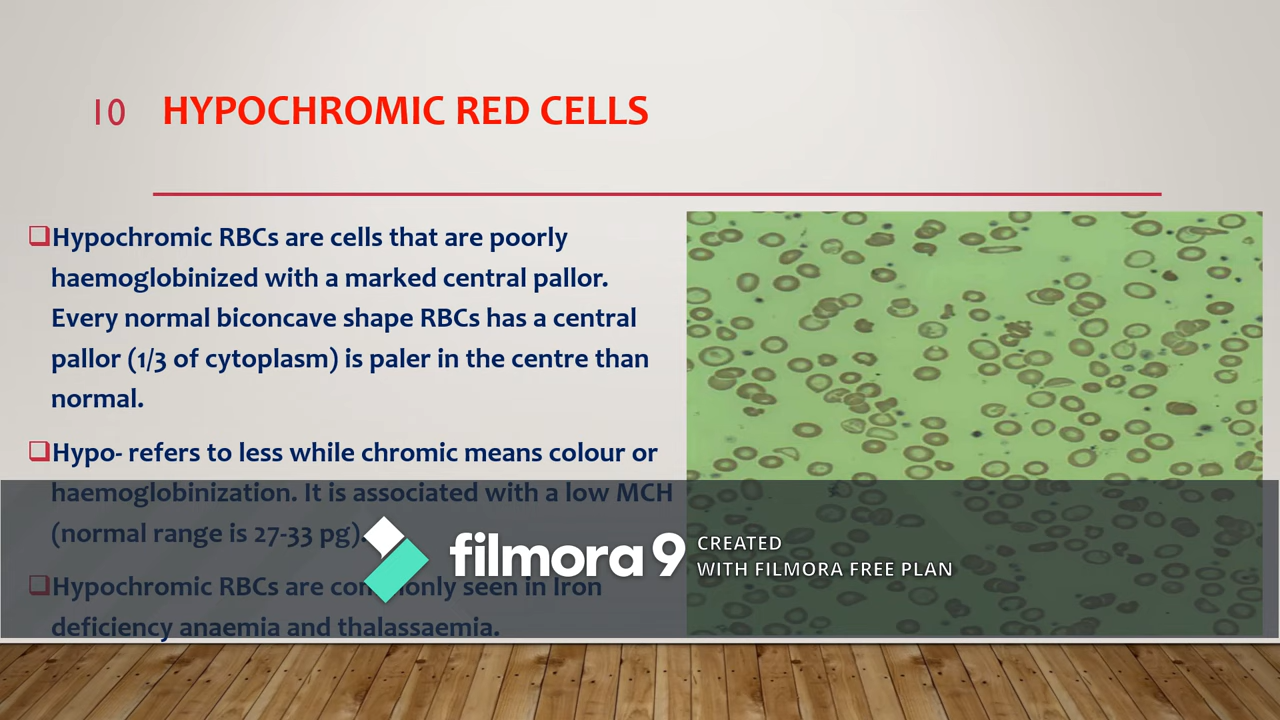 10 HYPOCHROMIC RED CELLS
Hypochromic RBCs are cells that are poorly
haemoglobinized with a marked central pallor.
Every normal biconcave shape RBCs has a central
pallor (1/3 of cytoplasm) is paler in the centre than
normal.
Hypo- refers to less while chromic means colour or
haemoglobinization. It is associated with a low MCH
(normal range is 27-33 pg).
Hypochromic RBCs are commonly seen in Iron
deficiency anaemia and thalassaemia.
filmora9
CREATED
WITH FILMORA FREE PLAN